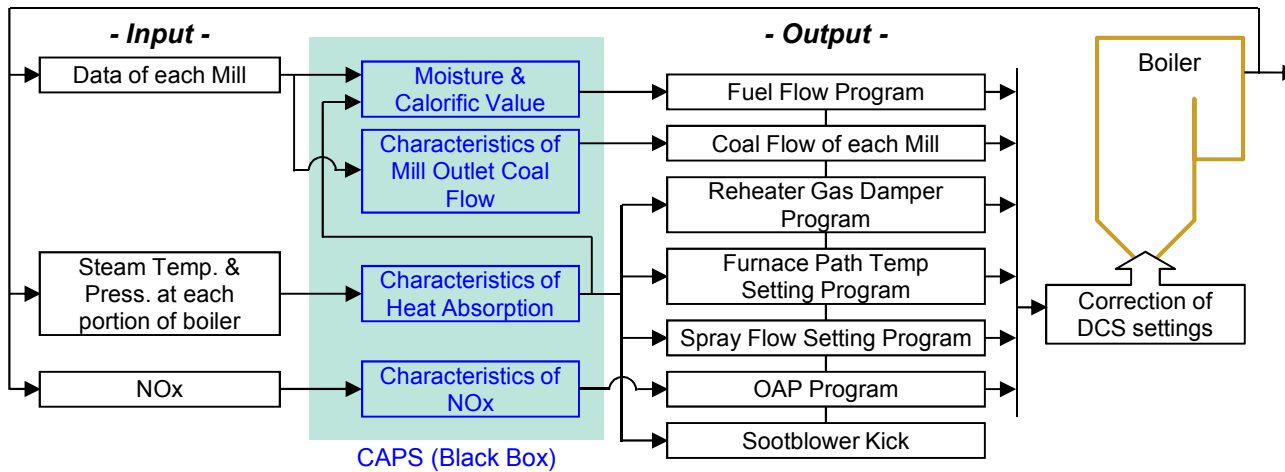 - Input -
- Output -
Data of each Mill
Moisture &
Calorific Value
Fuel Flow Program
Boiler
Characteristics of
Mill Outlet Coal
Flow
Coal Flow of each Mill
Reheater Gas Damper
Program
Steam Temp. &
Press. at each
portion of boiler
Characteristics of
Heat Absorption
Furnace Path Temp
Setting Program
Correction of
DCS settings
Spray Flow Setting Program
NOx
Characteristics of
NOx
OAP Program
Sootblower Kick
CAPS (Black Box)